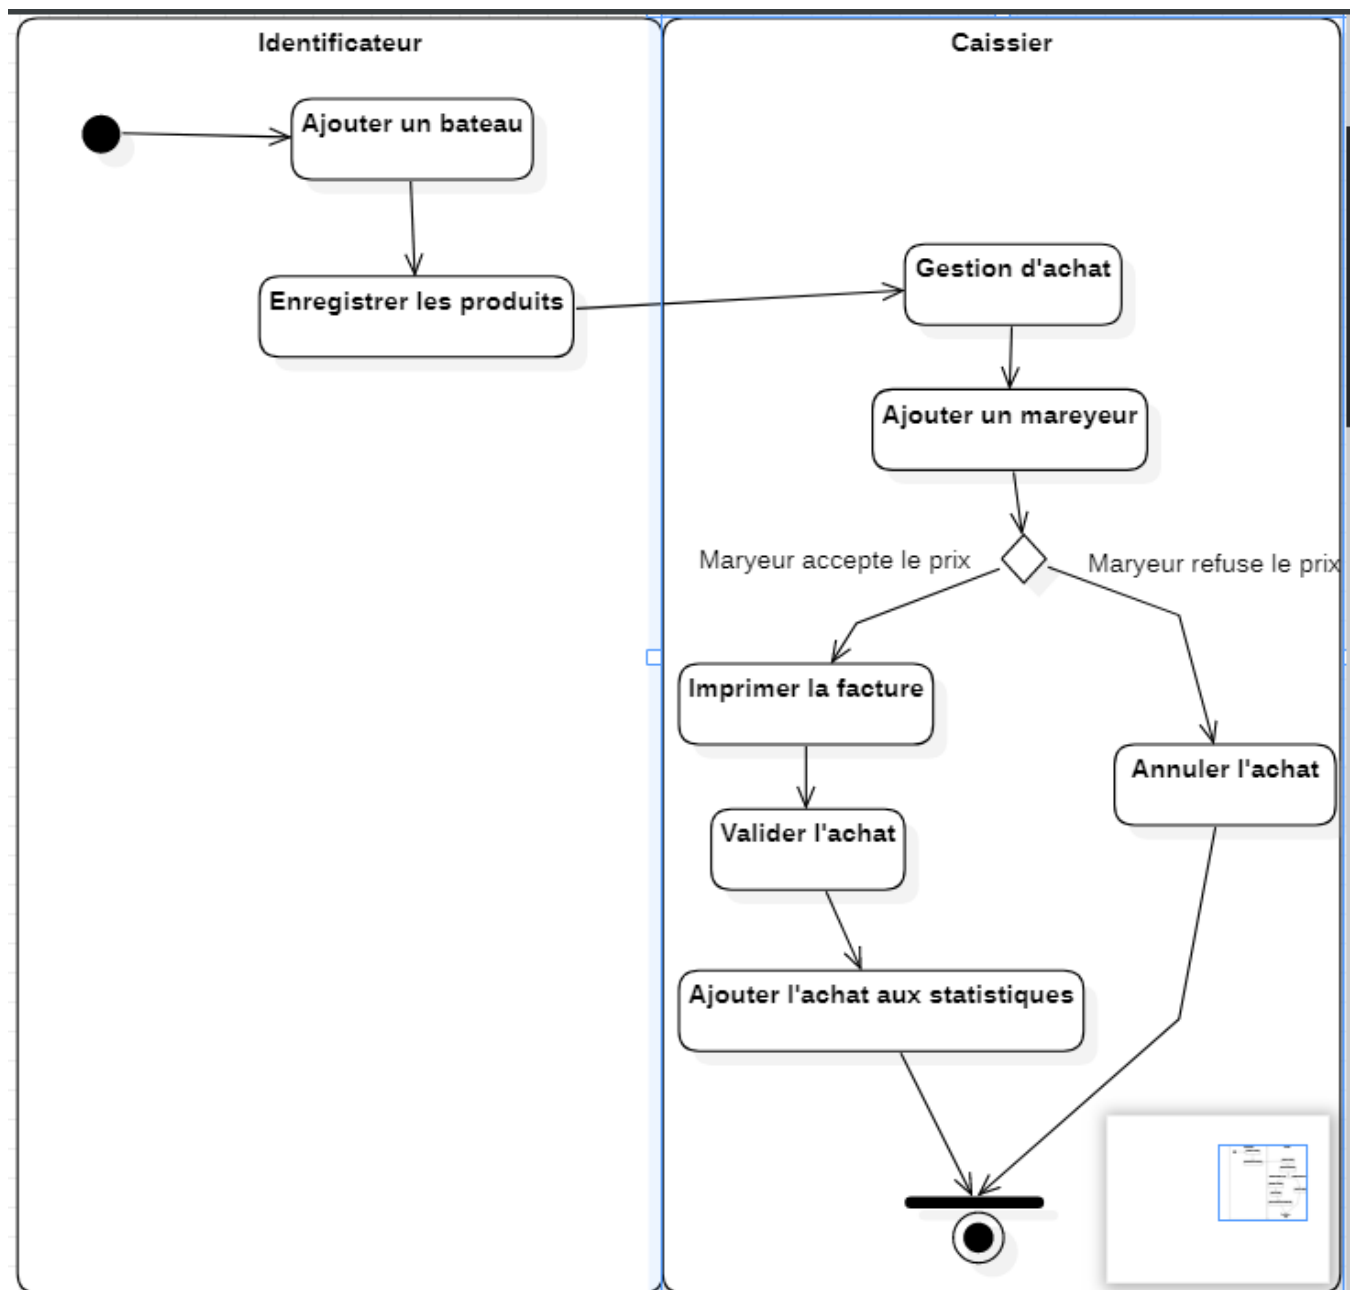 Identificateur
Caissier
Ajouter un bateau
Enregistrer les produits
Gestion d'achat
Ajouter un mareyeur
Maryeur accepte le prix
Maryeur refuse le prix
Imprimer la facture
Annuler l'achat
Valider l'achat
Ajouter l'achat aux statistiques